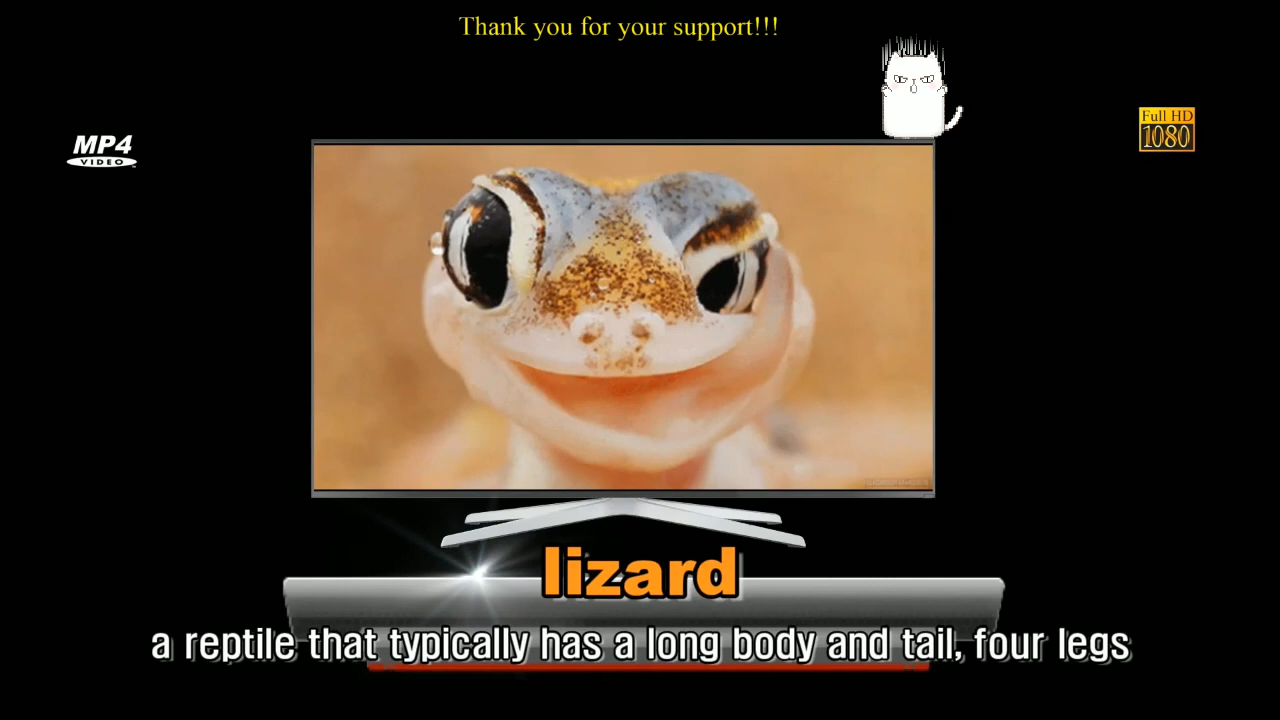 Thank you for your support!!!
MP4
VIDEO
Full HD
1080
lizard
a reptile that typically has a long body and tail, four legs